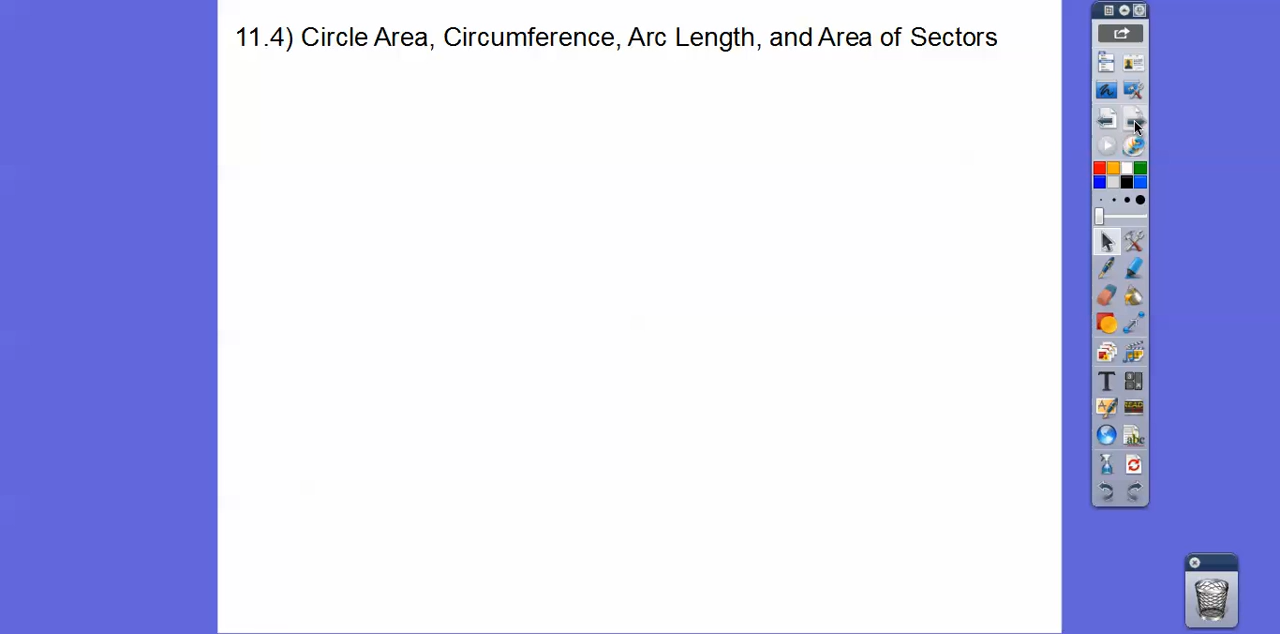 11.4) Circle Area, Circumference, Arc Length, and Area of Sectors